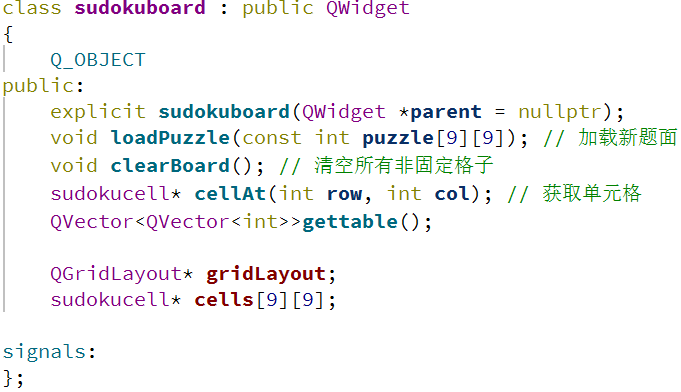 class sudokuboard : public QWidget
{
    Q_OBJECT
public:
    explicit sudokuboard(QWidget *parent = nullptr);
    void loadPuzzle(const int puzzle[9][9]); // 加载新题面
    void clearBoard(); // 清空所有非固定格子
    sudokucell* cellAt(int row, int col); // 获取单元格
    QVector<QVector<int>>gettable();

    QGridLayout* gridLayout;
    sudokucell* cells[9][9];

signals:
};